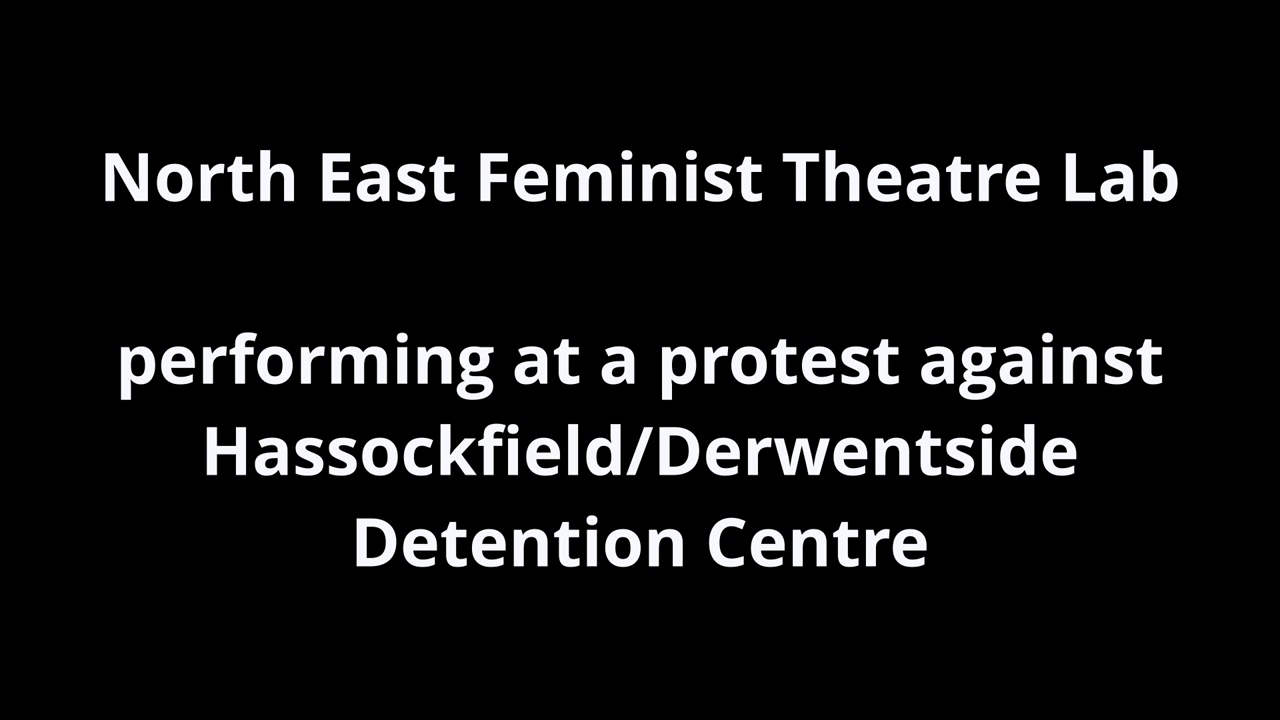 North East Feminist Theatre Lab
performing at a protest against
Hassockfield/Derwentside
Detention Centre